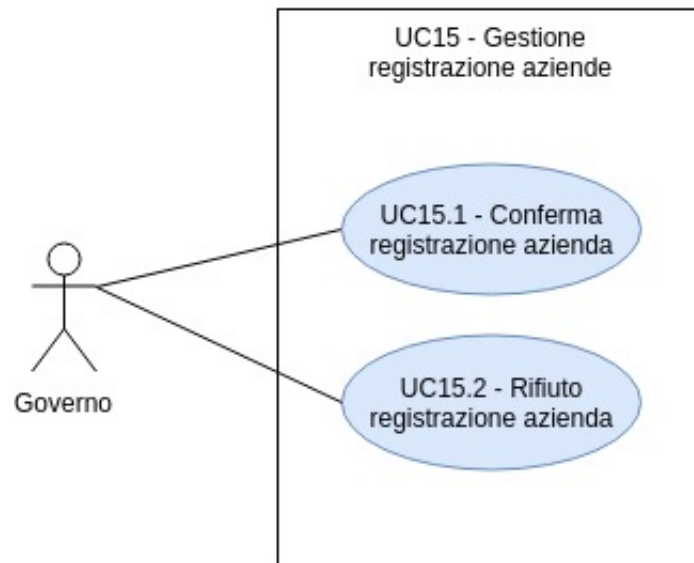 UC15 - Gestione
registrazione aziende
UC15.1 - Conferma
registrazione azienda
Governo
UC15.2 - Rifiuto
registrazione azienda